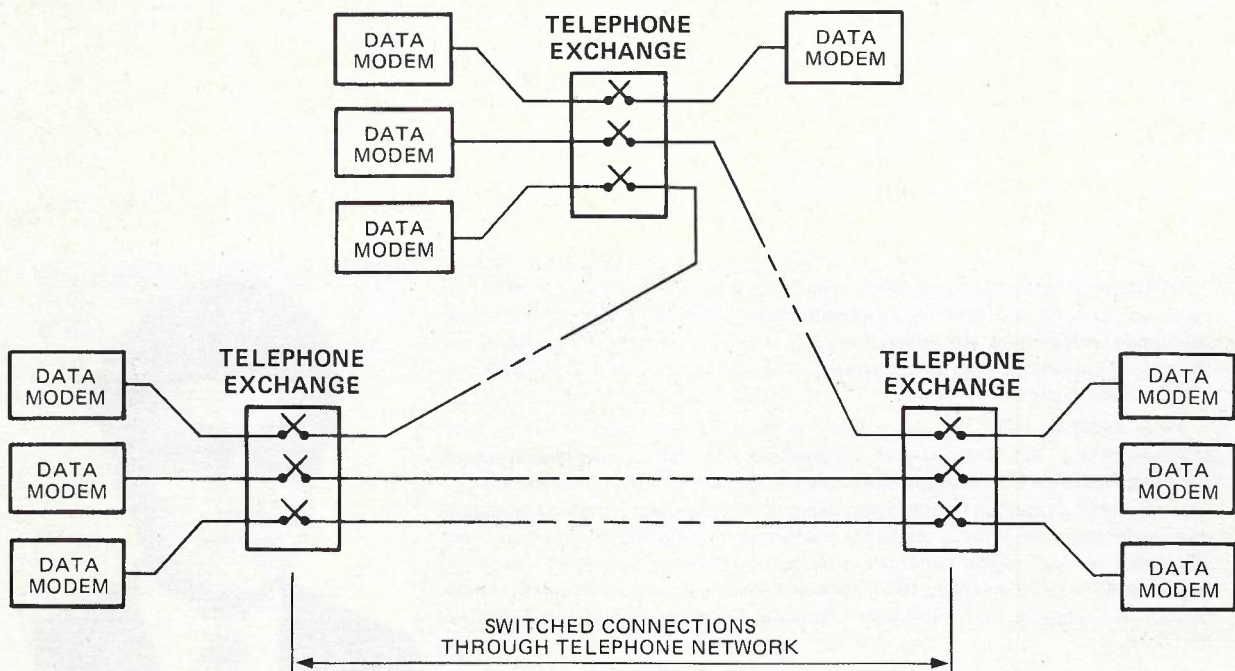 DATA
MODEM
TELEPHONE
EXCHANGE
DATA
MODEM
DATA
MODEM
DATA
MODEM
TELEPHONE
EXCHANGE
TELEPHONE
EXCHANGE
DATA
MODEM
DATA
MODEM
DATA
MODEM
DATA
MODEM
DATA
MODEM
DATA
MODEM
SWITCHED CONNECTIONS
THROUGH TELEPHONE NETWORK